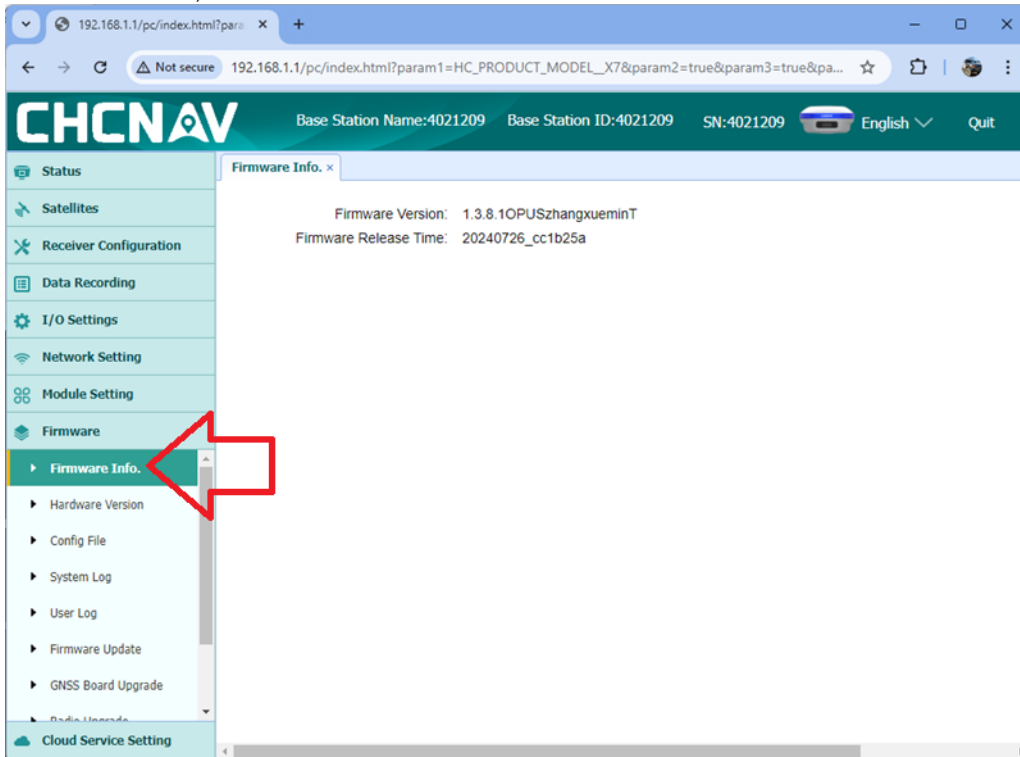 192.168.1.1/pc/index.html?para
Not secure 192.168.1.1/pc/index.html?param1=HC_PRODUCT_MODEL__X7&param2=true&param3=true&pa...
CHCNAV Base Station Name:4021209 Base Station ID:4021209 SN:4021209 English Quit
Status
Firmware Info. ×
Satellites
Firmware Version: 1.3.8.1OPUSzhangxueminT
Firmware Release Time: 20240726_cc1b25a
Receiver Configuration
Data Recording
I/O Settings
Network Setting
Module Setting
Firmware
Firmware Info.
Hardware Version
Config File
System Log
User Log
Firmware Update
GNSS Board Upgrade
Radio Upgrade
Cloud Service Setting